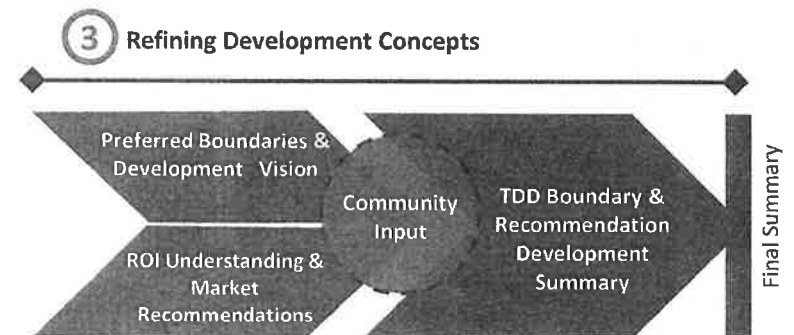 3 Refining Development Concepts
Preferred Boundaries &
Development Vision
ROI Understanding &
Market
Recommendations
Community
Input
TDD Boundary &
Recommendation
Development
Summary
Final Summary